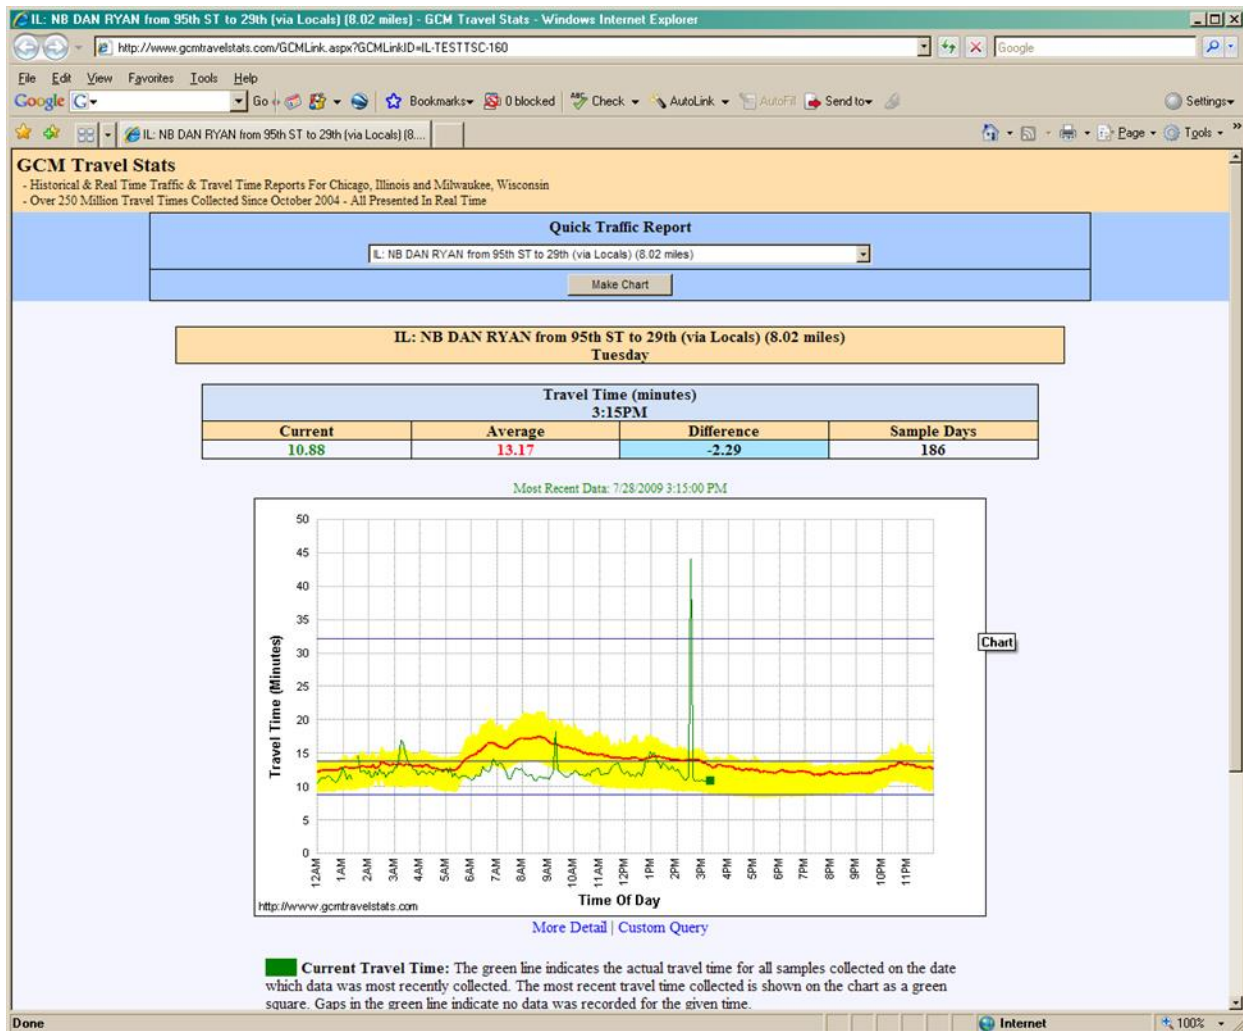 IL: NB DAN RYAN from 95th ST to 29th (via Locals) (8.02 miles) - GCM Travel Stats - Windows Internet Explorer
http://www.gcmtravelstats.com/GCMLink.aspx?GCMLinkID=IL-TESTTSC-160
Google
File Edit View Favorites Tools Help
Google G Go Bookmarks 0 blocked ABC Check AutoLink AutoFill Send to Settings
IL: NB DAN RYAN from 95th ST to 29th (via Locals) (8.... Page Tools »
GCM Travel Stats
- Historical & Real Time Traffic & Travel Time Reports For Chicago, Illinois and Milwaukee, Wisconsin
- Over 250 Million Travel Times Collected Since October 2004 - All Presented In Real Time
Quick Traffic Report
IL: NB DAN RYAN from 95th ST to 29th (via Locals) (8.02 miles)
Make Chart
IL: NB DAN RYAN from 95th ST to 29th (via Locals) (8.02 miles)
Tuesday
Travel Time (minutes)
3:15PM
Current Average Difference Sample Days
10.88 13.17 -2.29 186
Most Recent Data: 7/28/2009 3:15:00 PM
50
45
40
35
30
25
20
15
10
5
0
Travel Time (Minutes)
Chart
12AM 1AM 2AM 3AM 4AM 5AM 6AM 7AM 8AM 9AM 10AM 11AM 12PM 1PM 2PM 3PM 4PM 5PM 6PM 7PM 8PM 9PM 10PM 11PM
Time Of Day
http://www.gcmtravelstats.com
More Detail | Custom Query
Current Travel Time: The green line indicates the actual travel time for all samples collected on the date
which data was most recently collected. The most recent travel time collected is shown on the chart as a green
square. Gaps in the green line indicate no data was recorded for the given time.
Done Internet 100%